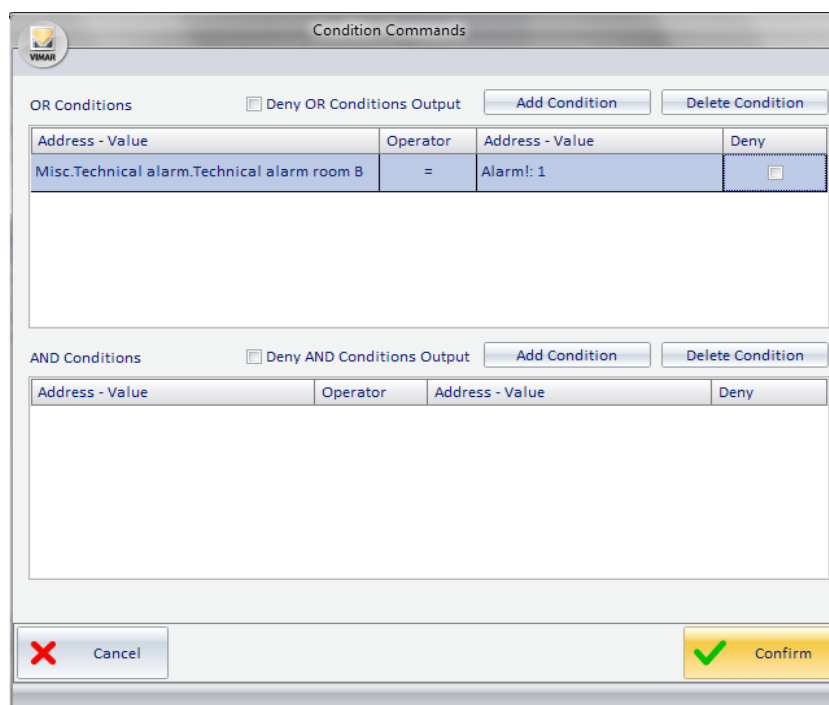 Condition Commands
VIMAR
OR Conditions Deny OR Conditions Output Add Condition Delete Condition
Address - Value Operator Address - Value Deny
Misc.Technical alarm.Technical alarm room B = Alarm!: 1
AND Conditions Deny AND Conditions Output Add Condition Delete Condition
Address - Value Operator Address - Value Deny
Cancel Confirm